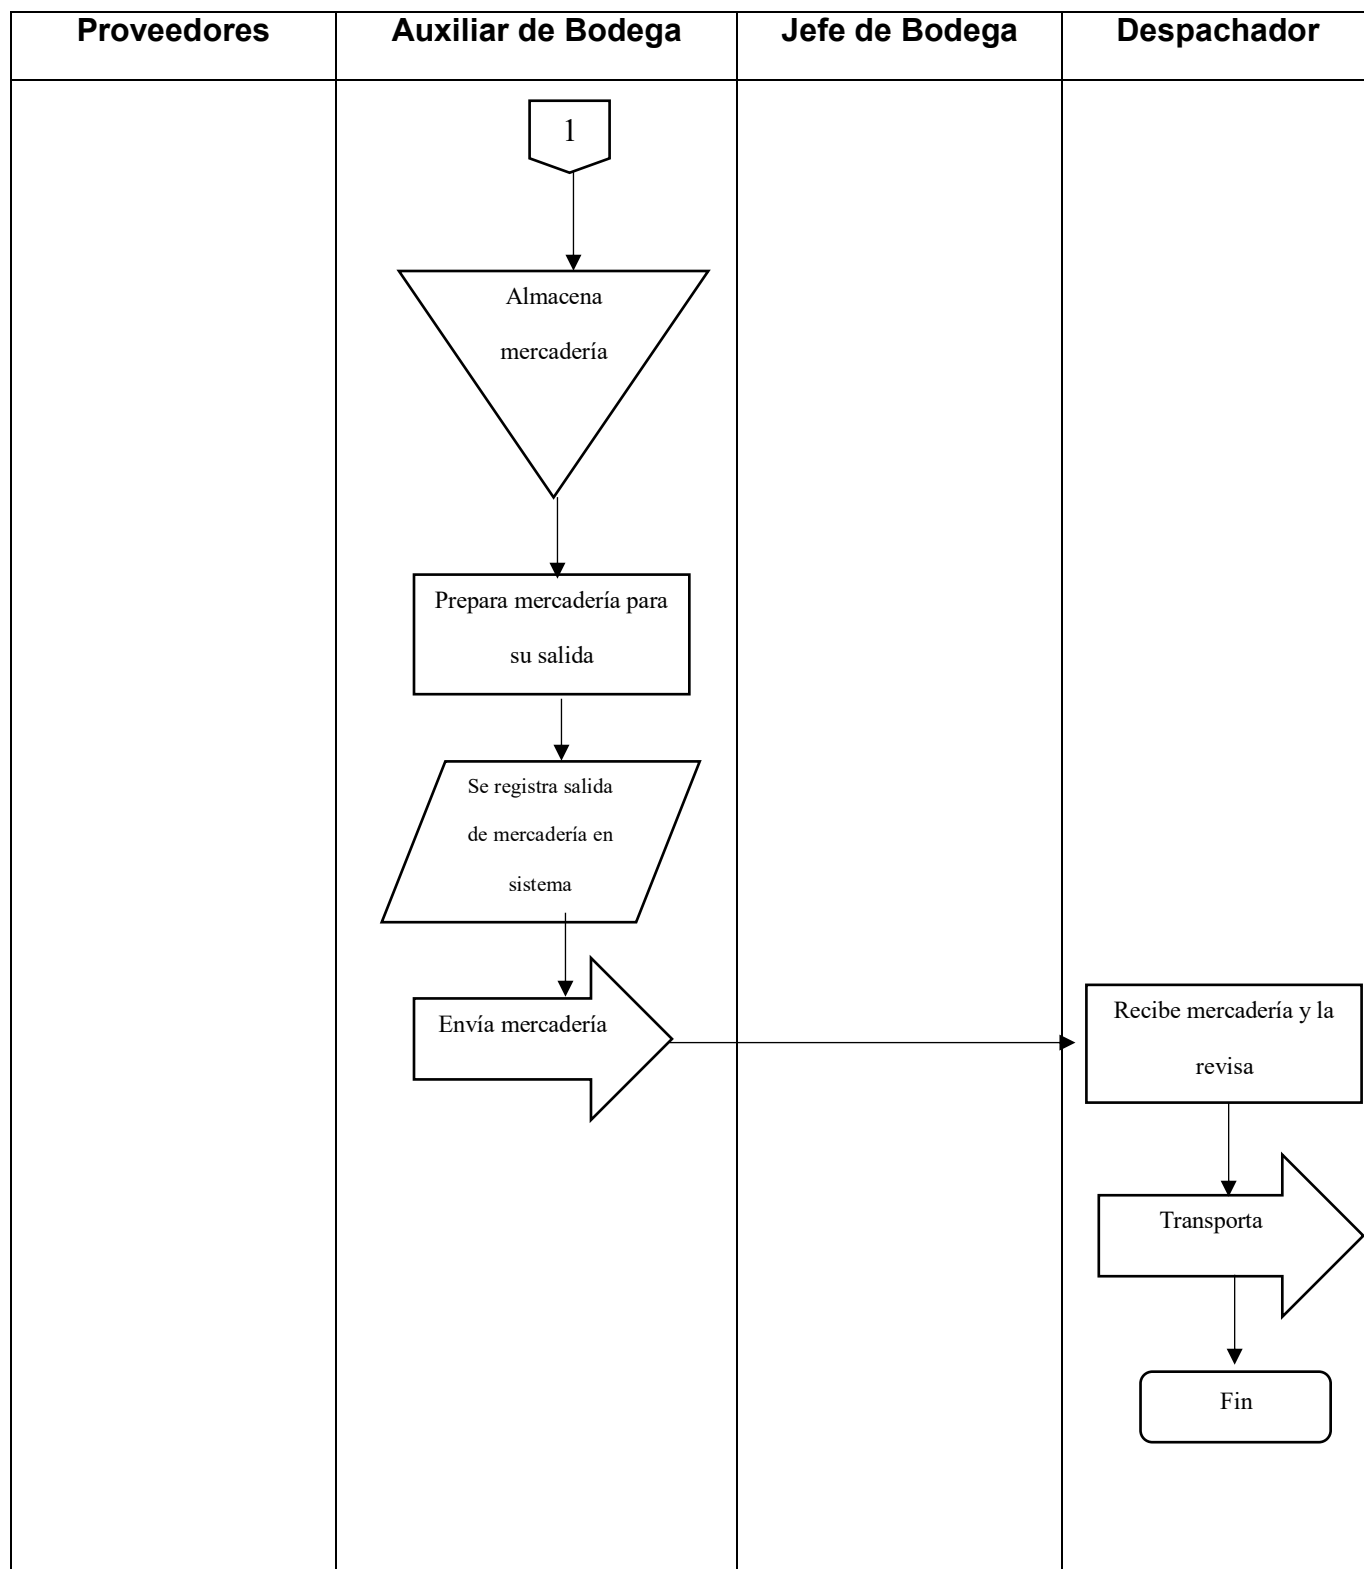 Proveedores
Auxiliar de Bodega
Jefe de Bodega
Despachador
1
Almacena
mercadería
Prepara mercadería para
su salida
Se registra salida
de mercadería en
sistema
Envía mercadería
Recibe mercadería y la
revisa
Transporta
Fin